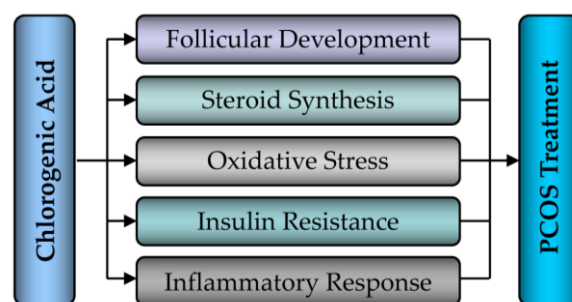 Chlorogenic Acid
Follicular Development
Steroid Synthesis
Oxidative Stress
Insulin Resistance
Inflammatory Response
PCOS Treatment